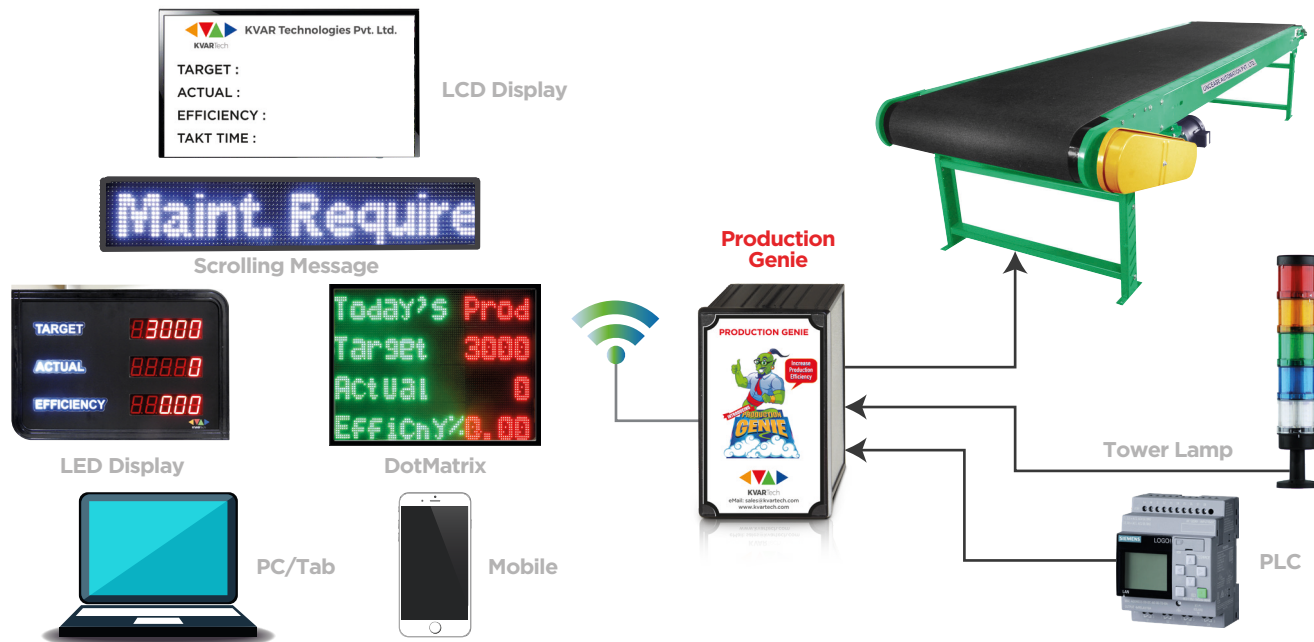 KVAR Technologies Pvt. Ltd.
KVARTech
TARGET :
ACTUAL :
EFFICIENCY :
TAKT TIME :
LCD Display
Maint. Require
Scrolling Message
TARGET 3000
ACTUAL 0
EFFICIENCY 0.00
KVARTech
LED Display
Today's Prod
Target 3000
Actual 0
Efficny% 0.00
DotMatrix
PC/Tab
Mobile
Production
Genie
PRODUCTION GENIE
Increase
Production
Efficiency
PRODUCTION
GENIE
KVARTech
eMail: sales@kvartech.com
www.kvartech.com
Tower Lamp
SIEMENS
LOGO!
PLC